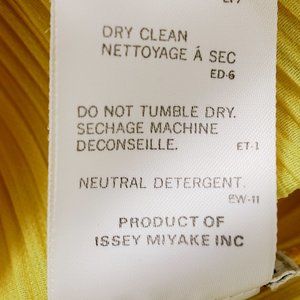 DRY CLEAN
NETTOYAGE Á SEC
ED-6
DO NOT TUMBLE DRY.
SECHAGE MACHINE
DECONSEILLE.
ET-1
NEUTRAL DETERGENT.
EW-11
PRODUCT OF
ISSEY MIYAKE INC